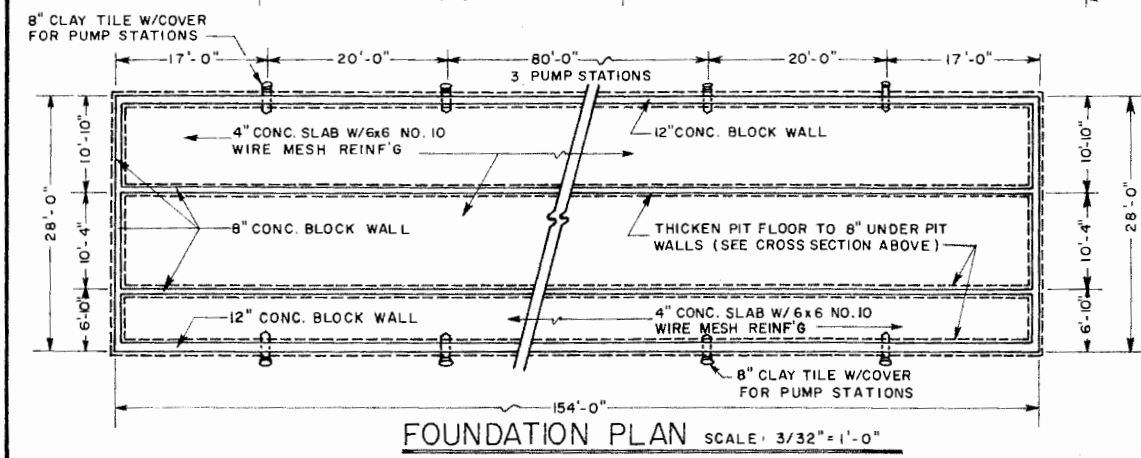 8" CLAY TILE W/COVER
FOR PUMP STATIONS
17'-0"
20'-0"
80'-0"
20'-0"
17'-0"
3 PUMP STATIONS
4" CONC. SLAB W/6x6 NO. 10
WIRE MESH REINF'G
12" CONC. BLOCK WALL
10'-10"
10'-10"
28'-0"
28'-0"
8" CONC. BLOCK WALL
THICKEN PIT FLOOR TO 8" UNDER PIT
WALLS (SEE CROSS SECTION ABOVE)
10'-4"
10'-4"
6'-10"
6'-10"
12" CONC. BLOCK WALL
4" CONC. SLAB W/ 6x6 NO. 10
WIRE MESH REINF'G
8" CLAY TILE W/COVER
FOR PUMP STATIONS
154'-0"
FOUNDATION PLAN SCALE: 3/32" = 1'-0"